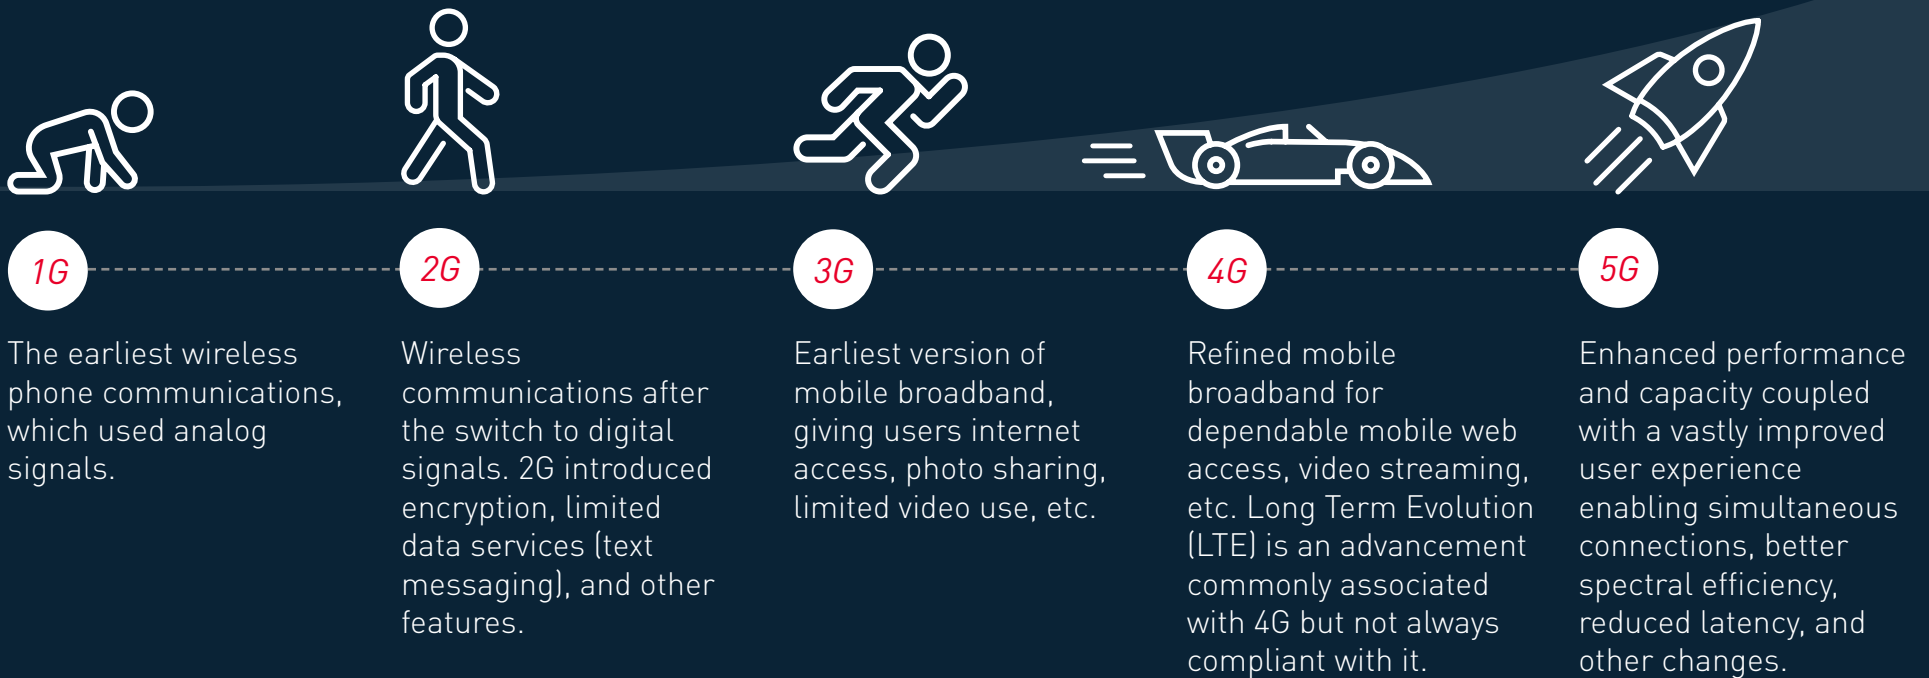 1G
The earliest wireless
phone communications,
which used analog
signals.
2G
Wireless
communications after
the switch to digital
signals. 2G introduced
encryption, limited
data services (text
messaging), and other
features.
3G
Earliest version of
mobile broadband,
giving users internet
access, photo sharing,
limited video use, etc.
4G
Refined mobile
broadband for
dependable mobile web
access, video streaming,
etc. Long Term Evolution
(LTE) is an advancement
commonly associated
with 4G but not always
compliant with it.
5G
Enhanced performance
and capacity coupled
with a vastly improved
user experience
enabling simultaneous
connections, better
spectral efficiency,
reduced latency, and
other changes.